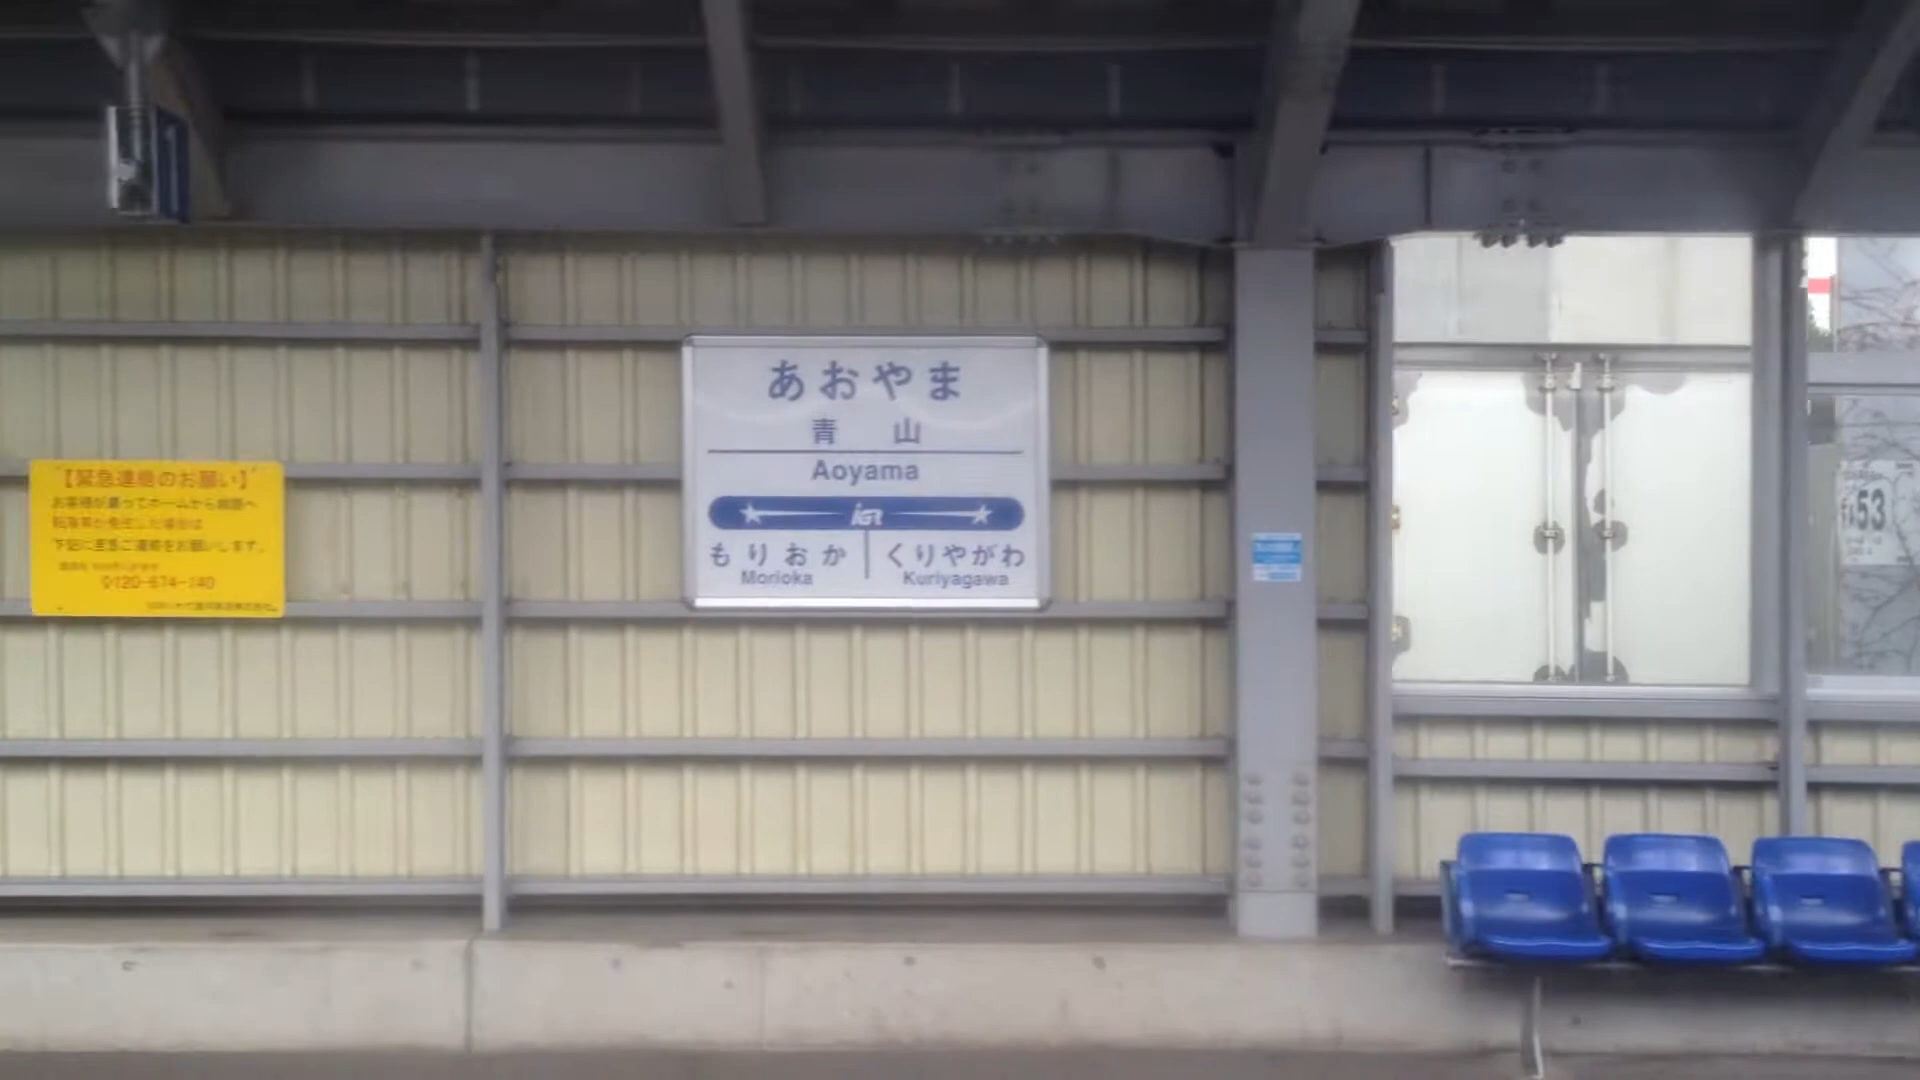 【緊急連絡のお願い】
お客様が誤ってホームから線路へ
転落等が発生した場合は
下記に至急ご連絡をお願いします。
0120-674-140
あおやま
青 山
Aoyama
iGR
もりおか くりやがわ
Morioka Kuriyagawa
53